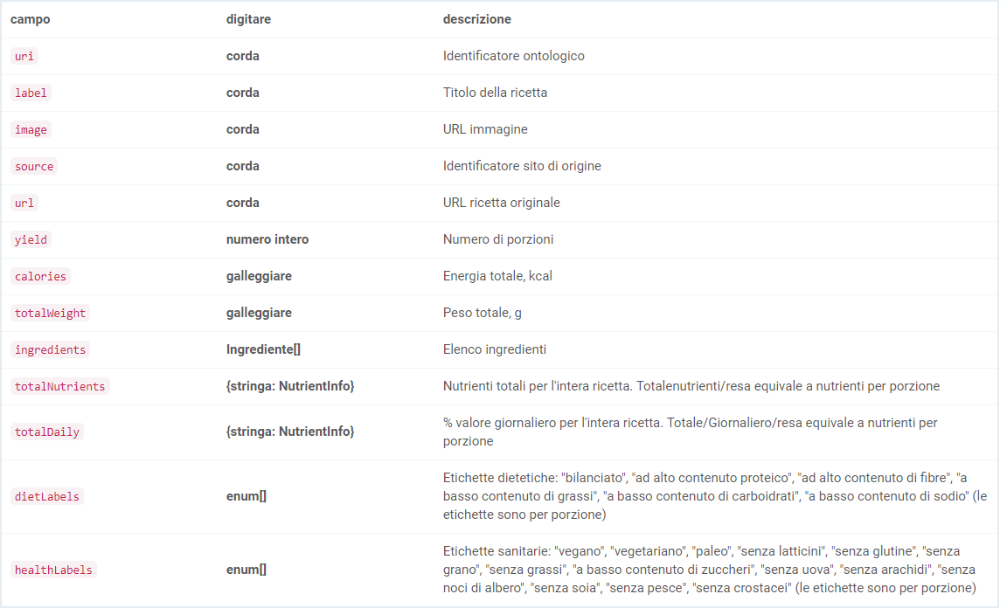 campo digitare descrizione
uri corda Identificatore ontologico
label corda Titolo della ricetta
image corda URL immagine
source corda Identificatore sito di origine
url corda URL ricetta originale
yield numero intero Numero di porzioni
calories galleggiare Energia totale, kcal
totalWeight galleggiare Peso totale, g
ingredients Ingrediente[] Elenco ingredienti
totalNutrients {stringa: NutrientInfo} Nutrienti totali per l'intera ricetta. Totalenutrienti/resa equivale a nutrienti per porzione
totalDaily {stringa: NutrientInfo} % valore giornaliero per l'intera ricetta. Totale/Giornaliero/resa equivale a nutrienti per
porzione
dietLabels enum[] Etichette dietetiche: "bilanciato", "ad alto contenuto proteico", "ad alto contenuto di fibre", "a
basso contenuto di grassi", "a basso contenuto di carboidrati", "a basso contenuto di sodio" (le
etichette sono per porzione)
healthLabels enum[] Etichette sanitarie: "vegano", "vegetariano", "paleo", "senza latticini", "senza glutine", "senza
grano", "senza grassi", "a basso contenuto di zuccheri", "senza uova", "senza arachidi", "senza
noci di albero", "senza soia", "senza pesce", "senza crostacei" (le etichette sono per porzione)